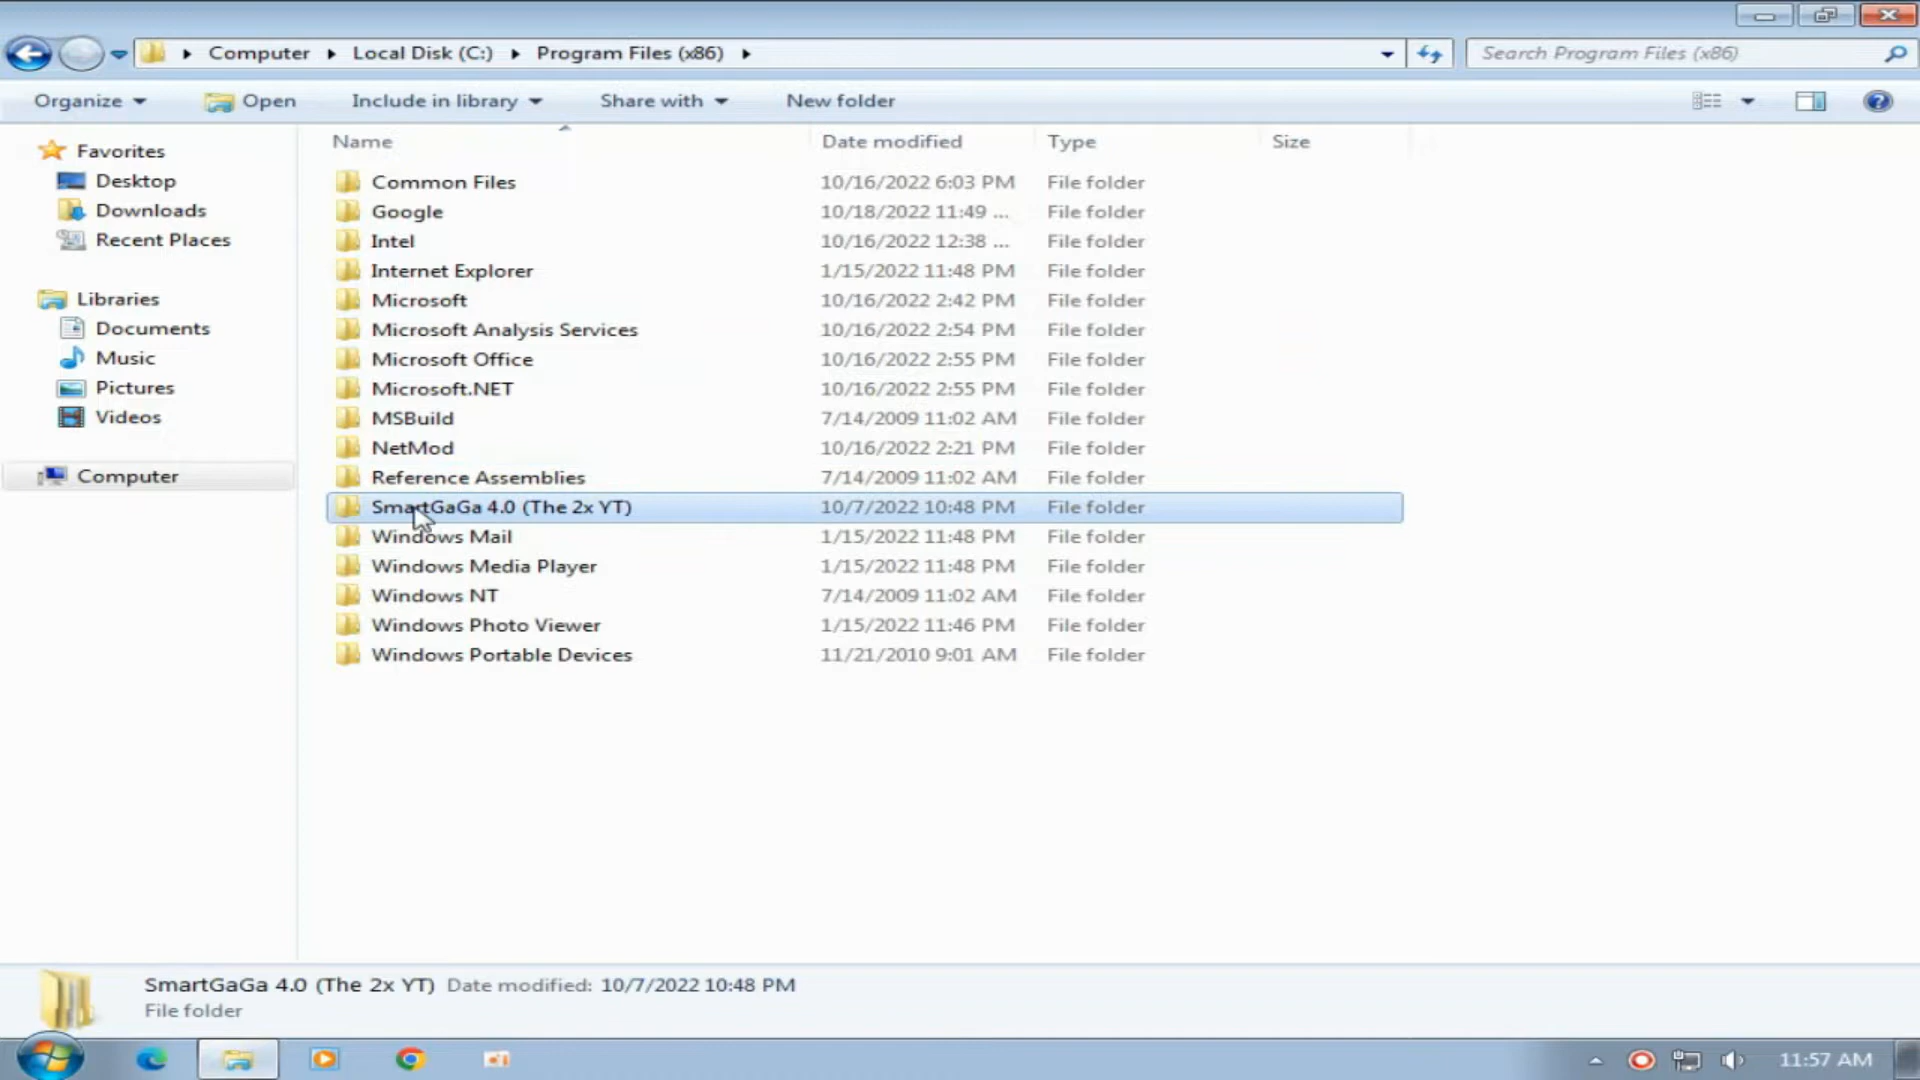 Computer Local Disk (C:) Program Files (x86) Search Program Files (x86)
Organize Open Include in library Share with New folder
Name Date modified Type Size
Favorites
Desktop
Downloads
Recent Places
Libraries
Documents
Music
Pictures
Videos
Computer
Common Files 10/16/2022 6:03 PM File folder
Google 10/18/2022 11:49 ... File folder
Intel 10/16/2022 12:38 ... File folder
Internet Explorer 1/15/2022 11:48 PM File folder
Microsoft 10/16/2022 2:42 PM File folder
Microsoft Analysis Services 10/16/2022 2:54 PM File folder
Microsoft Office 10/16/2022 2:55 PM File folder
Microsoft.NET 10/16/2022 2:55 PM File folder
MSBuild 7/14/2009 11:02 AM File folder
NetMod 10/16/2022 2:21 PM File folder
Reference Assemblies 7/14/2009 11:02 AM File folder
SmartGaGa 4.0 (The 2x YT) 10/7/2022 10:48 PM File folder
Windows Mail 1/15/2022 11:48 PM File folder
Windows Media Player 1/15/2022 11:48 PM File folder
Windows NT 7/14/2009 11:02 AM File folder
Windows Photo Viewer 1/15/2022 11:46 PM File folder
Windows Portable Devices 11/21/2010 9:01 AM File folder
SmartGaGa 4.0 (The 2x YT) Date modified: 10/7/2022 10:48 PM
File folder
11:57 AM